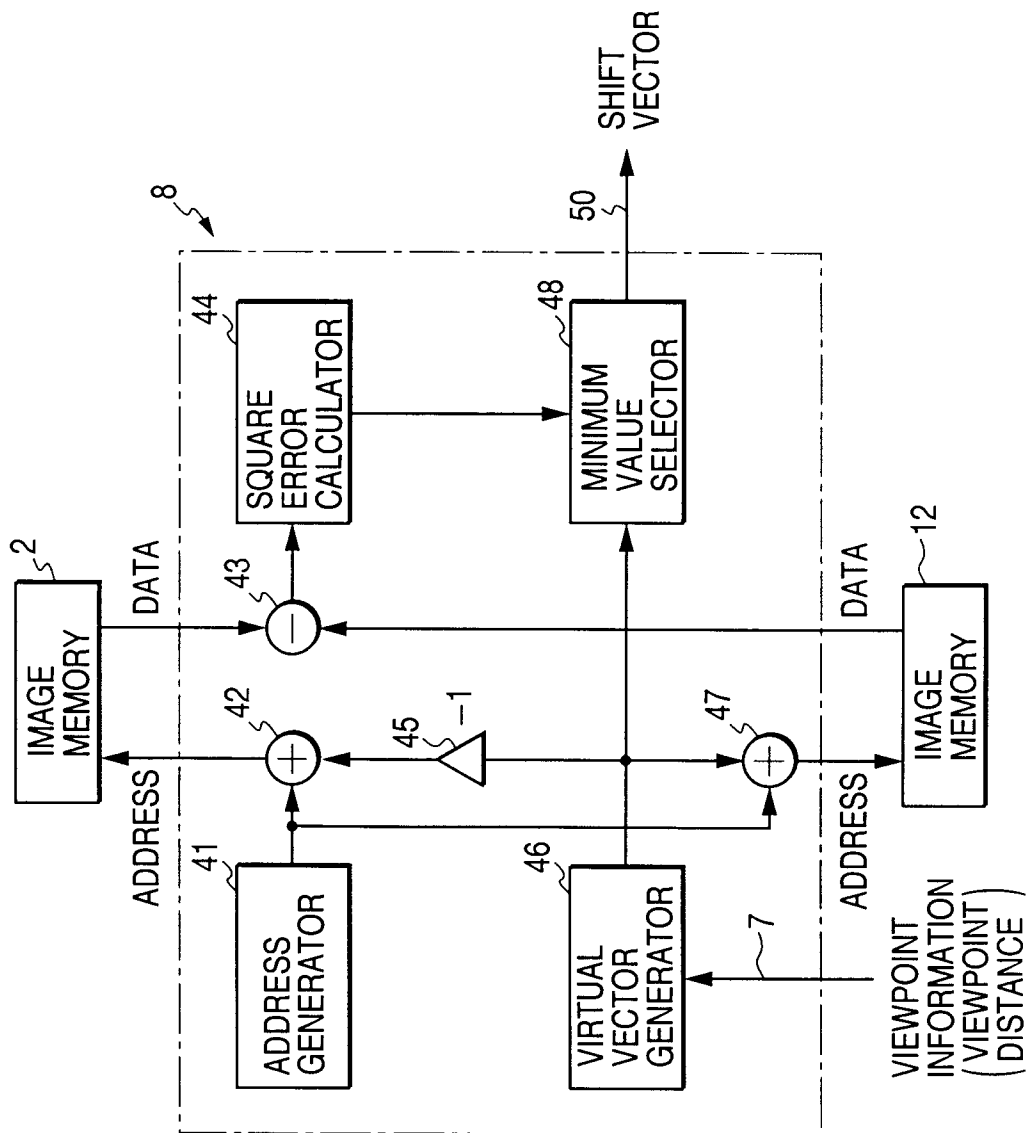 8
2
IMAGE
MEMORY
ADDRESS
DATA
41
ADDRESS
GENERATOR
42
+
43
−
44
SQUARE
ERROR
CALCULATOR
45
−1
46
VIRTUAL
VECTOR
GENERATOR
47
+
48
MINIMUM
VALUE
SELECTOR
50
SHIFT
VECTOR
7
VIEWPOINT
INFORMATION
(VIEWPOINT
DISTANCE)
ADDRESS
DATA
12
IMAGE
MEMORY